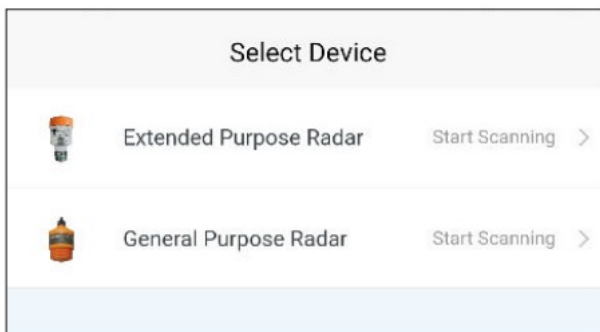 Select Device
Extended Purpose Radar Start Scanning >
General Purpose Radar Start Scanning >